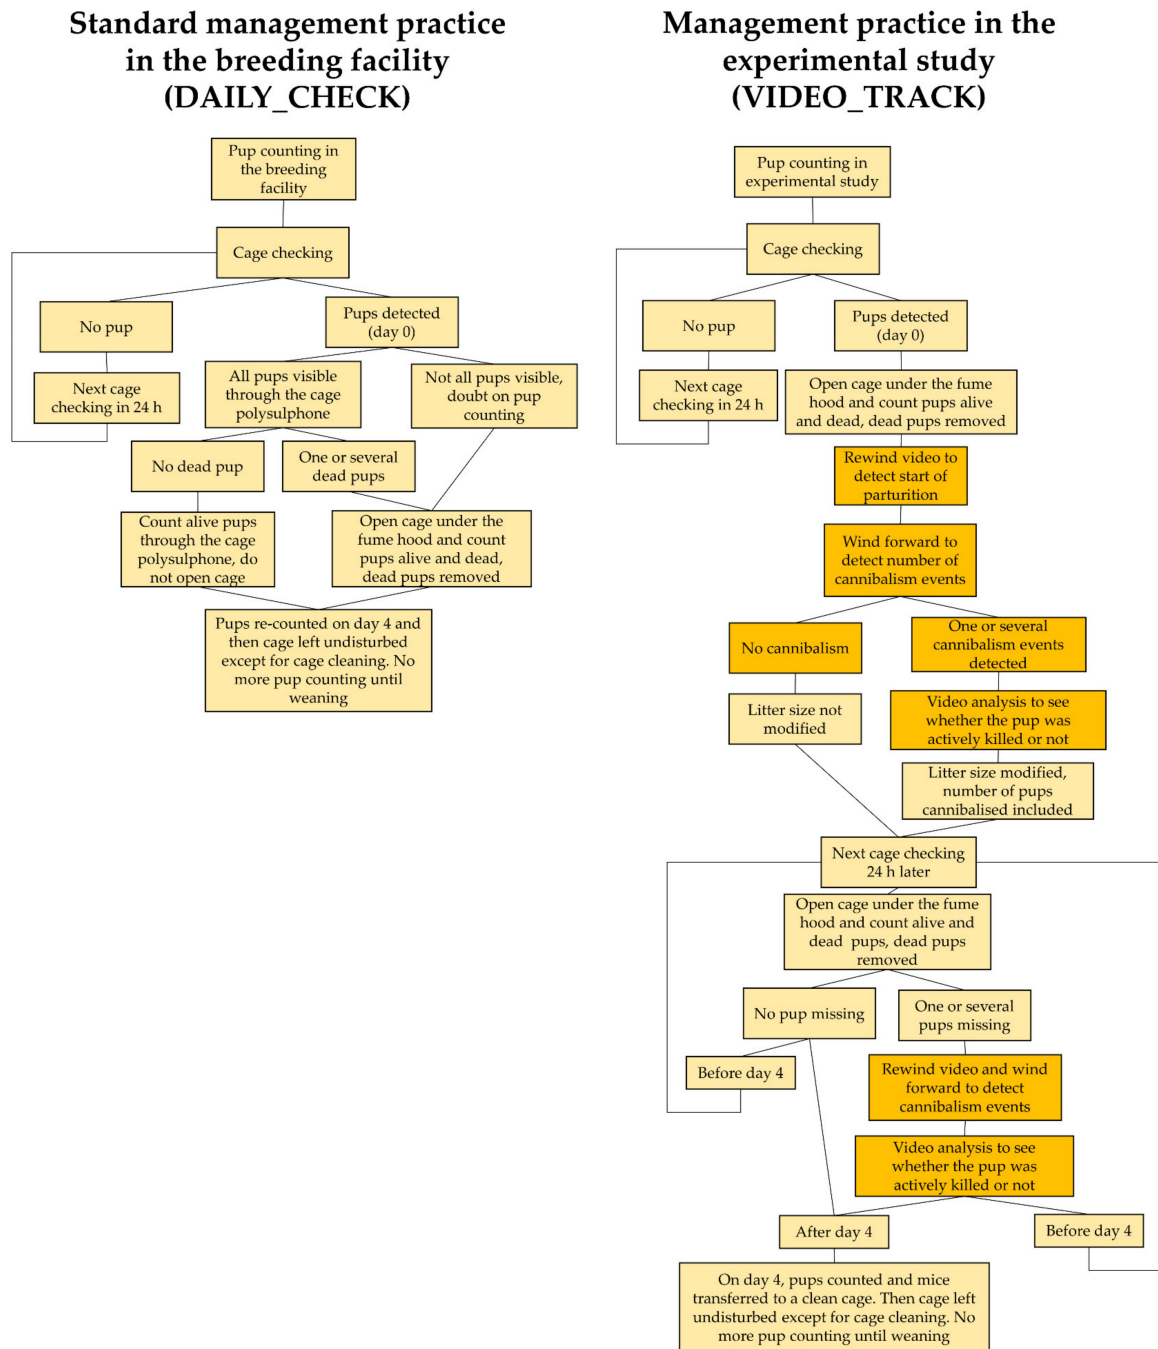 Standard management practice
in the breeding facility
(DAILY_CHECK)
Pup counting in
the breeding
facility
Cage checking
No pup
Pups detected
(day 0)
Next cage
checking in 24 h
All pups visible
through the cage
polysulphone
Not all pups visible,
doubt on pup
counting
No dead pup
One or several
dead pups
Count alive pups
through the cage
polysulphone, do
not open cage
Open cage under the
fume hood and count
pups alive and dead,
dead pups removed
Pups re-counted on day 4 and
then cage left undisturbed
except for cage cleaning. No
more pup counting until
weaning
Management practice in the
experimental study
(VIDEO_TRACK)
Pup counting in
experimental study
Cage checking
No pup
Pups detected
(day 0)
Next cage
checking in 24 h
Open cage under the fume
hood and count pups alive
and dead, dead pups removed
Rewind video to
detect start of
parturition
Wind forward to
detect number of
cannibalism events
No cannibalism
One or several
cannibalism events
detected
Litter size not
modified
Video analysis to see
whether the pup was
actively killed or not
Litter size modified,
number of pups
cannibalised included
Next cage checking
24 h later
Open cage under the fume
hood and count alive and
dead pups, dead pups
removed
No pup missing
One or several
pups missing
Before day 4
Rewind video and wind
forward to detect
cannibalism events
Video analysis to see
whether the pup was
actively killed or not
After day 4
Before day 4
On day 4, pups counted and mice
transferred to a clean cage. Then cage left
undisturbed except for cage cleaning. No
more pup counting until weaning